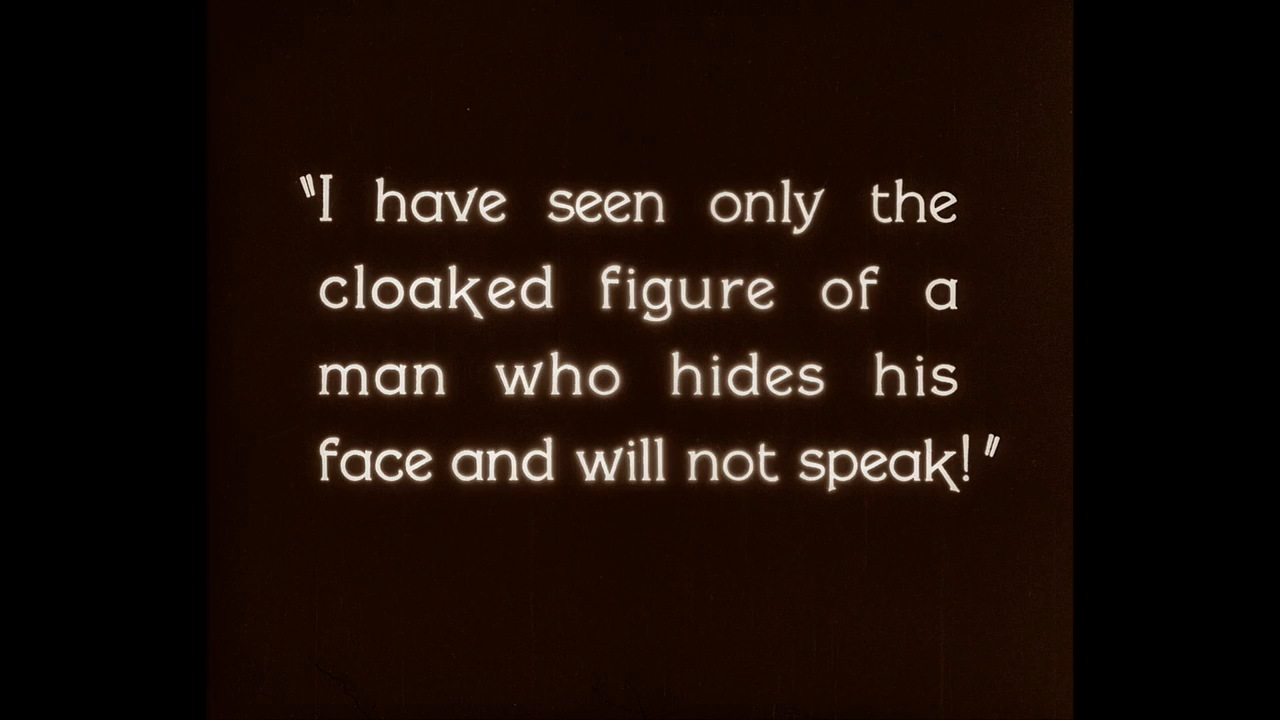 "I have seen only the
cloaked figure of a
man who hides his
face and will not speak!"